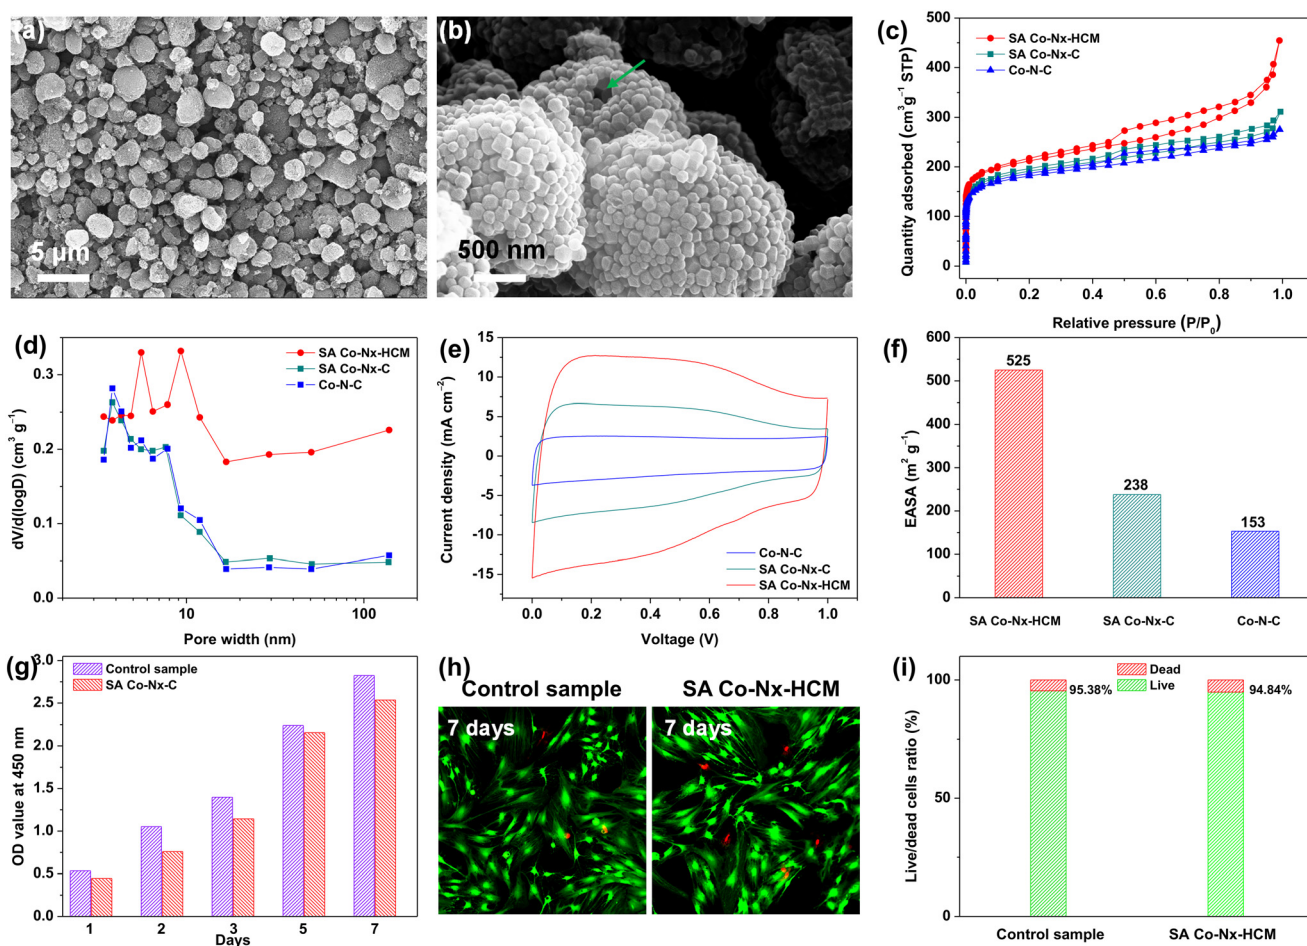 (a)
5 µm
(b)
500 nm
(c)
500
400
300
200
100
0
Quantity adsorbed (cm³ g⁻¹ STP)
SA Co-Nx-HCM
SA Co-Nx-C
Co-N-C
0.0 0.2 0.4 0.6 0.8 1.0
Relative pressure (P/P₀)
(d)
0.3
0.2
0.1
0.0
dV/d(logD) (cm³ g⁻¹)
SA Co-Nx-HCM
SA Co-Nx-C
Co-N-C
10 100
Pore width (nm)
(e)
15
10
5
0
-5
-10
-15
Current density (mA cm⁻²)
Co-N-C
SA Co-Nx-C
SA Co-Nx-HCM
0.0 0.2 0.4 0.6 0.8 1.0
Voltage (V)
(f)
600
500
400
300
200
100
0
EASA (m² g⁻¹)
525
238
153
SA Co-Nx-HCM SA Co-Nx-C Co-N-C
(g)
3.0
2.5
2.0
1.5
1.0
0.5
0.0
OD value at 450 nm
Control sample
SA Co-Nx-C
1 2 3 5 7
Days
(h)
Control sample SA Co-Nx-HCM
7 days 7 days
(i)
100
50
0
Live/dead cells ratio (%)
Dead
Live
95.38% 94.84%
Control sample SA Co-Nx-HCM